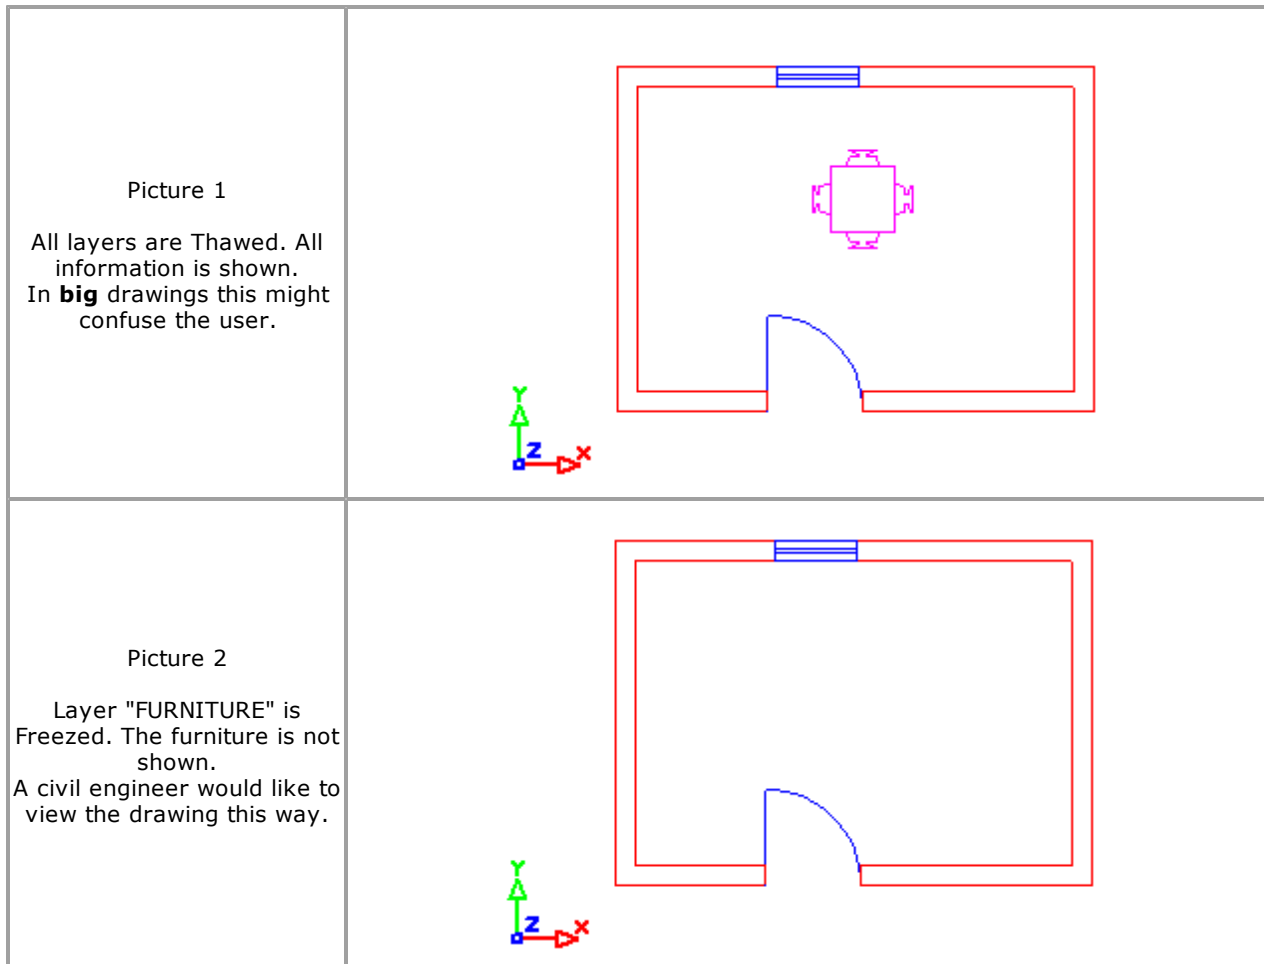 Picture 1
All layers are Thawed. All
information is shown.
In big drawings this might
confuse the user.
Y
Z
X
Picture 2
Layer "FURNITURE" is
Freezed. The furniture is not
shown.
A civil engineer would like to
view the drawing this way.
Y
Z
X